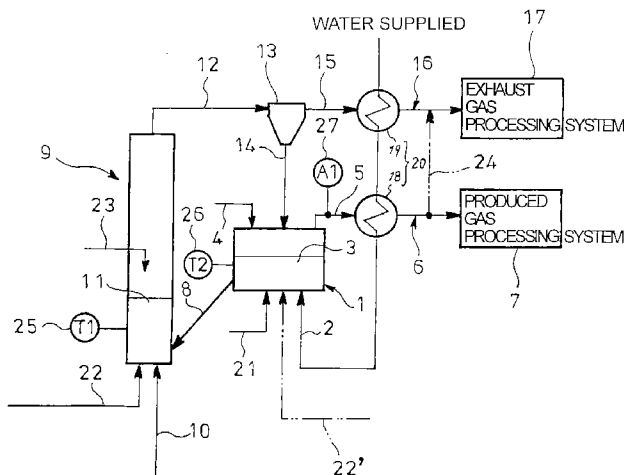 WATER SUPPLIED
17
13
12
15
16
EXHAUST
GAS
PROCESSING SYSTEM
27
14
19
20
9
A1
18
24
23
26
4
5
PRODUCED
GAS
PROCESSING SYSTEM
3
6
T2
11
8
7
1
25
T1
21
2
22
10
22'